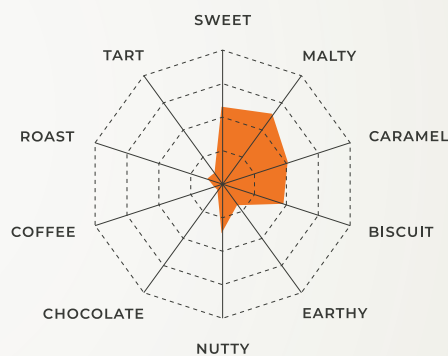 SWEET
MALTY
CARAMEL
BISCUIT
EARTHY
NUTTY
CHOCOLATE
COFFEE
ROAST
TART